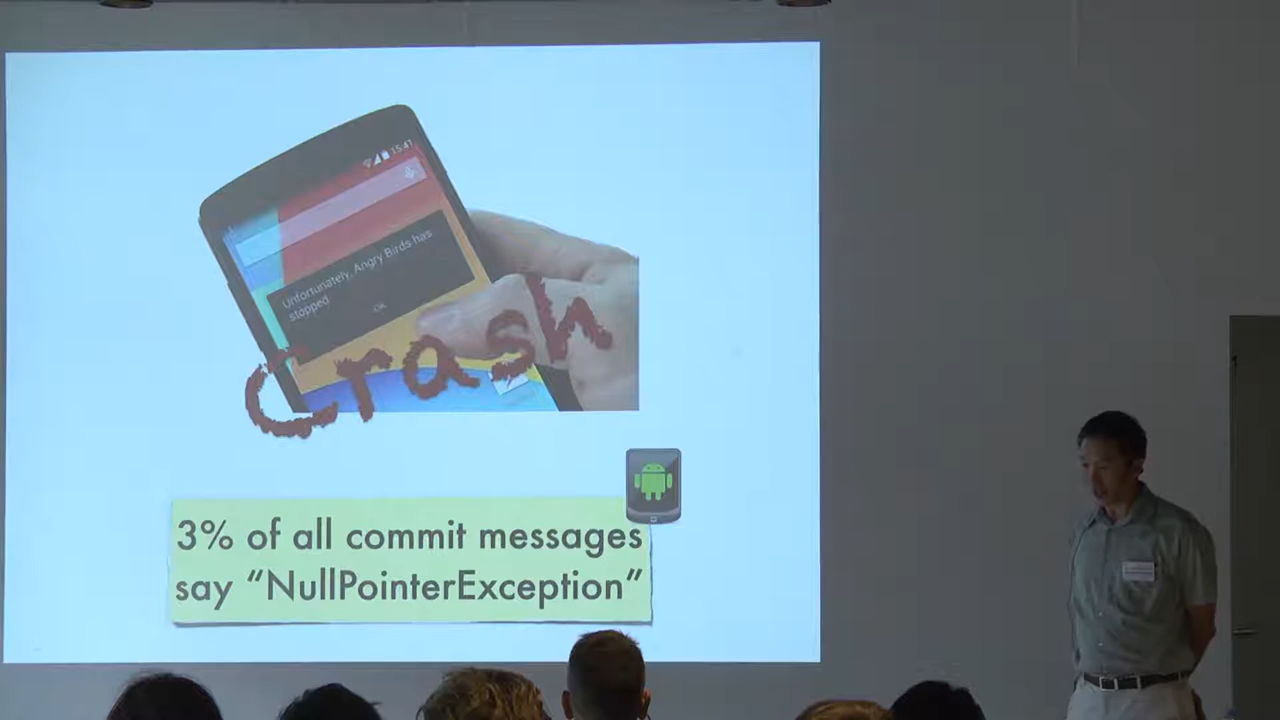 15:41
Unfortunately, Angry Birds has
stopped.
OK
Crash
3% of all commit messages
say “NullPointerException”